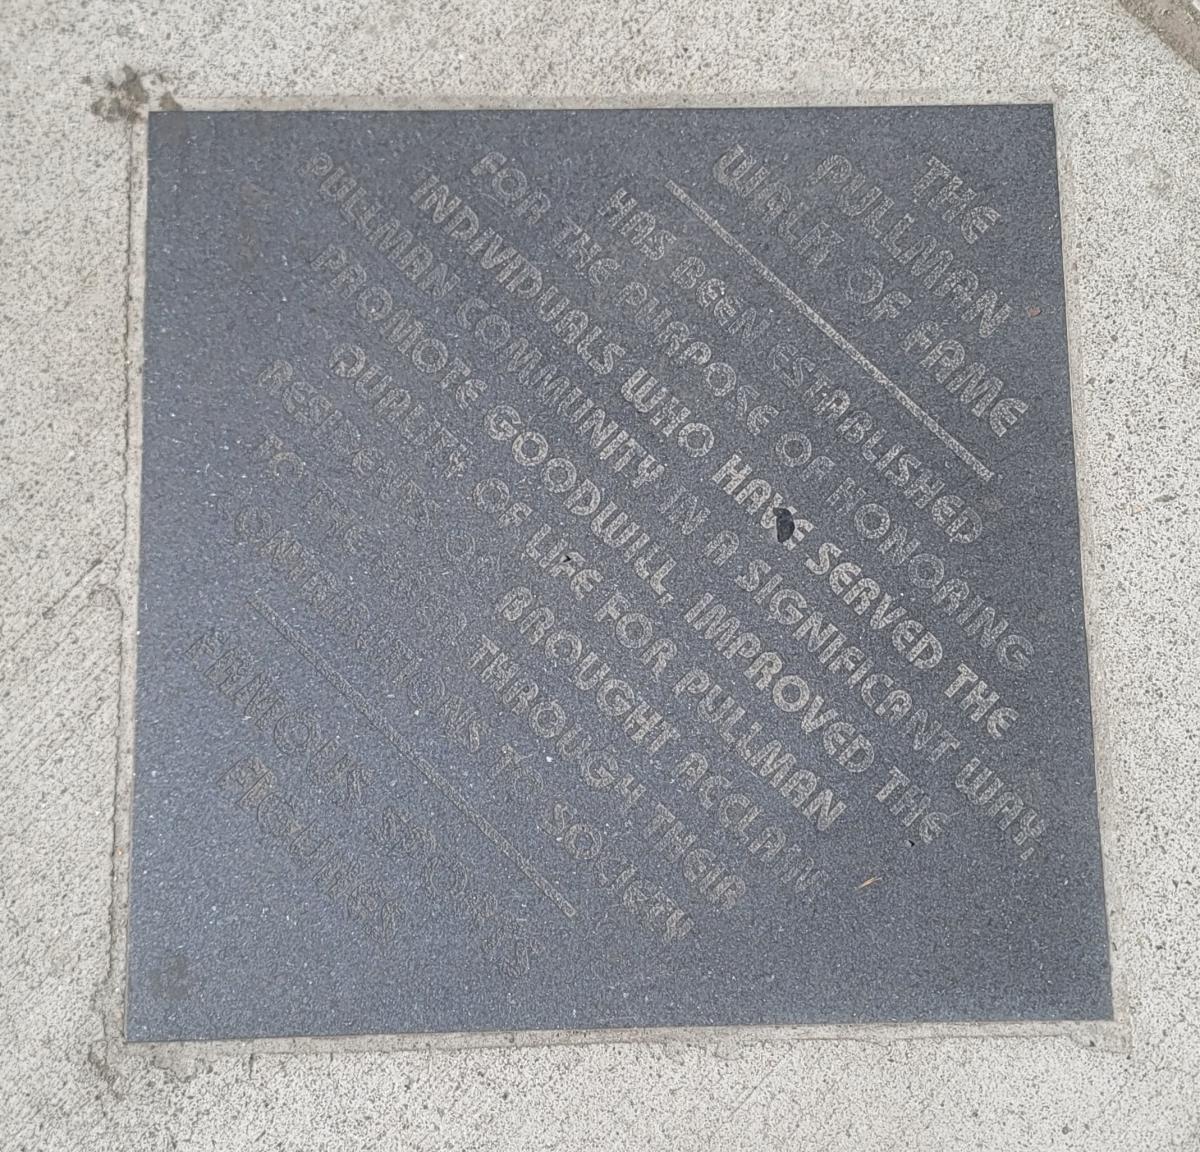 THE
PULLMAN
WALK OF FAME
HAS BEEN ESTABLISHED
FOR THE PURPOSE OF HONORING
INDIVIDUALS WHO HAVE SERVED THE
PULLMAN COMMUNITY IN A SIGNIFICANT WAY,
PROMOTE GOODWILL, IMPROVED THE
QUALITY OF LIFE FOR PULLMAN
RESIDENTS OR BROUGHT ACCLAIM
TO THE THROUGH THEIR
CONTRIBUTIONS TO SOCIETY
FAMOUS SPORTS
FIGURES